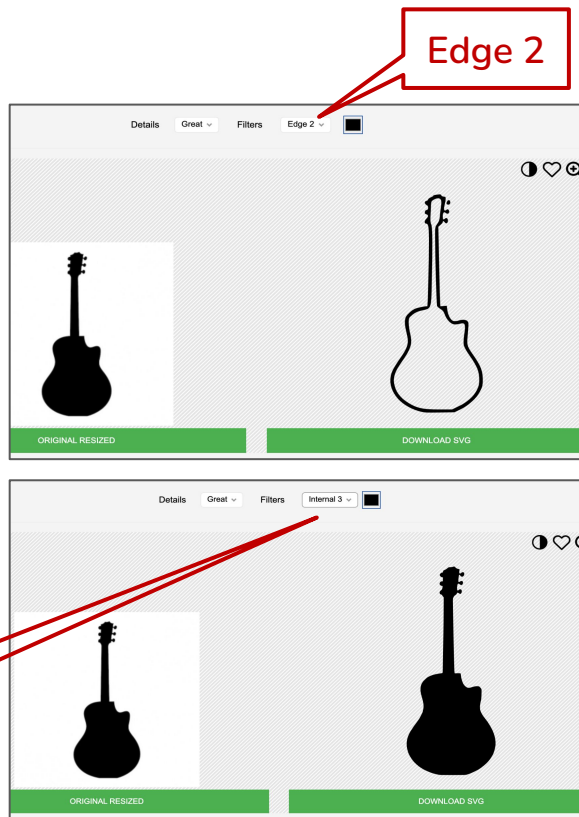 Edge 2
Details Great Filters Edge 2
ORIGINAL RESIZED DOWNLOAD SVG
Details Great Filters Internal 3
ORIGINAL RESIZED DOWNLOAD SVG